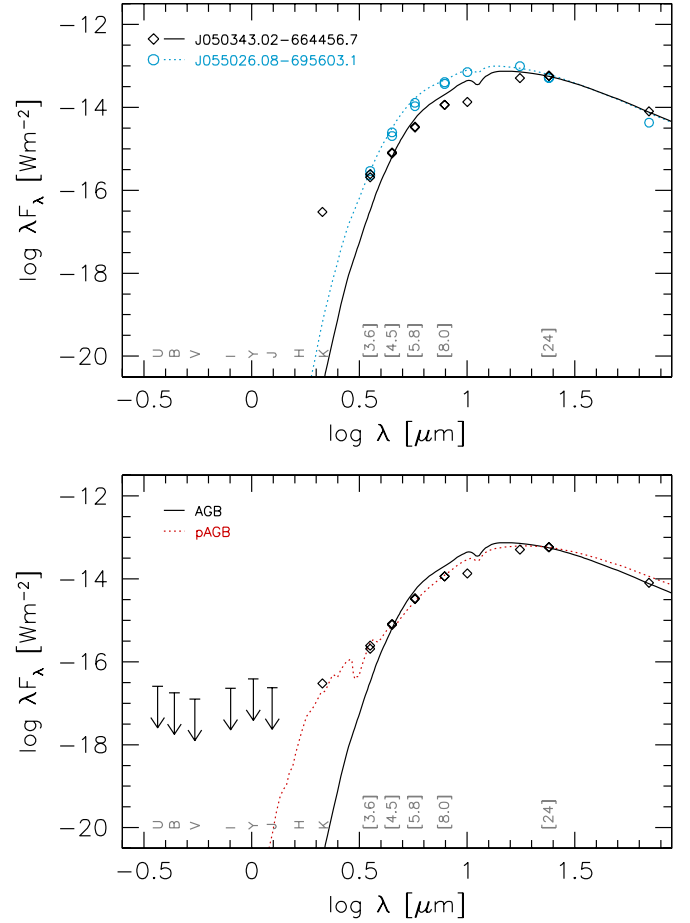 −12
−14
−16
−18
−20
log λFλ [Wm−2]
J050343.02−664456.7
J055026.08−695603.1
U B V I Y J H K [3.6] [4.5] [5.8] [8.0] [24]
−0.5 0 0.5 1 1.5
log λ [μm]
−12
−14
−16
−18
−20
log λFλ [Wm−2]
AGB
pAGB
U B V I Y J H K [3.6] [4.5] [5.8] [8.0] [24]
−0.5 0 0.5 1 1.5
log λ [μm]